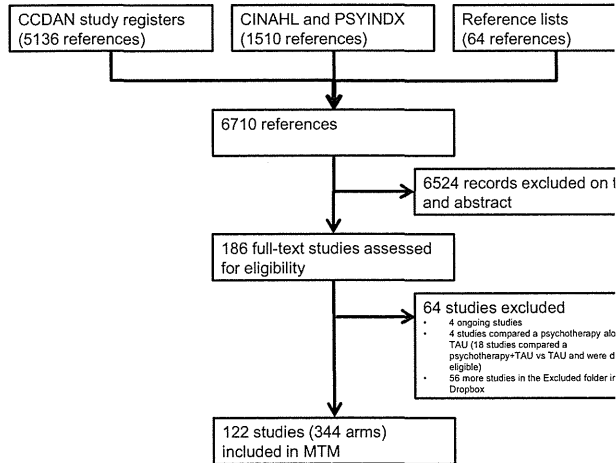 CCDAN study registers
(5136 references)
CINAHL and PSYINDX
(1510 references)
Reference lists
(64 references)
6710 references
6524 records excluded on
and abstract
186 full-text studies assessed
for eligibility
64 studies excluded
• 4 ongoing studies
• 4 studies compared a psychotherapy
TAU (18 studies compared a
psychotherapy+TAU vs TAU and were
eligible)
• 56 more studies in the Excluded folder
Dropbox
122 studies (344 arms)
included in MTM